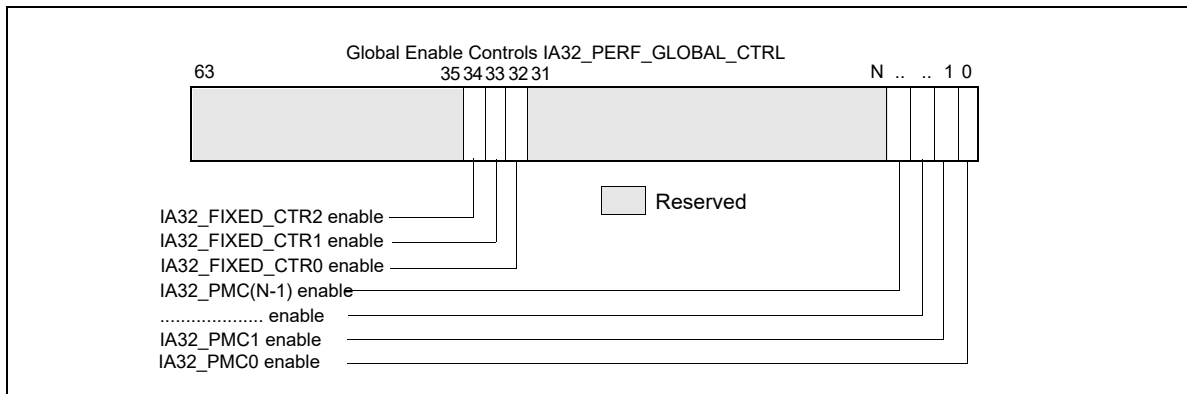 Global Enable Controls IA32_PERF_GLOBAL_CTRL
63 35 34 33 32 31 N .. .. 1 0
Reserved
IA32_FIXED_CTR2 enable
IA32_FIXED_CTR1 enable
IA32_FIXED_CTR0 enable
IA32_PMC(N-1) enable
.................... enable
IA32_PMC1 enable
IA32_PMC0 enable